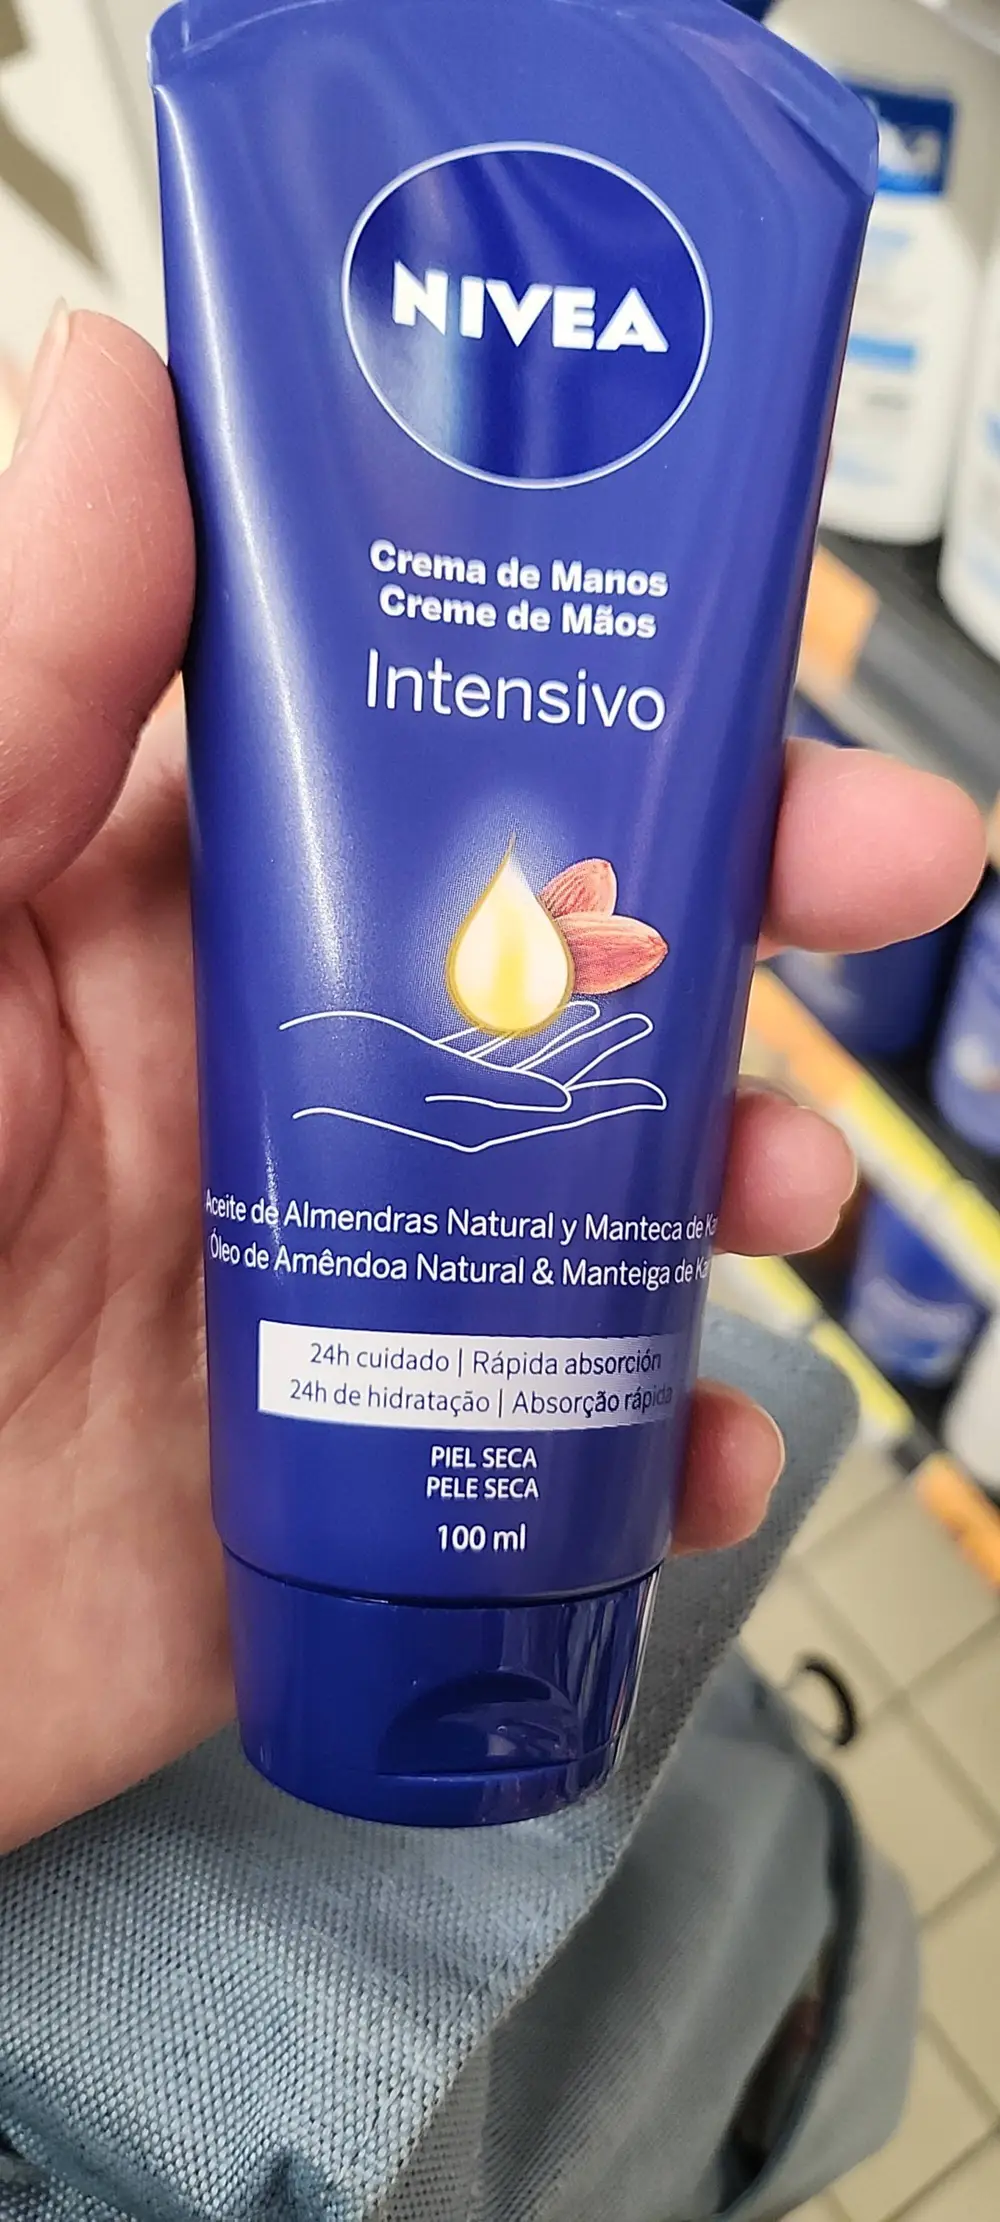 NIVEA
Crema de Manos
Creme de Mãos
Intensivo
Aceite de Almendras Natural y Manteca de
Óleo de Amêndoa Natural & Manteiga de
24h cuidado | Rápida absorción
24h de hidratação | Absorção rápida
PIEL SECA
PELE SECA
100 ml